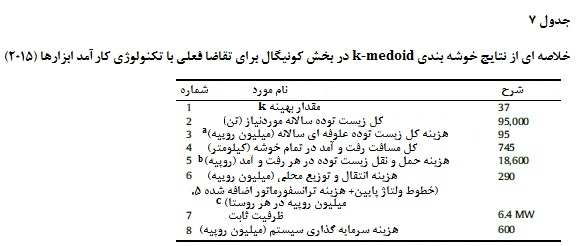 جدول ۷
خلاصه ای از نتایج خوشه بندی k-medoid در بخش کونیگال برای تقاضا فعلی با تکنولوژی کار آمد ابزارها (۲۰۱۵)
شماره نام مورد شرح
1 مقدار بهینه k 37
2 کل زیست توده سالانه موردنیاز (تن) 95,000
3 هزینه کل زیست توده علوفه ای سالانه (میلیون روپیه)a 95
4 کل مسافت رفت و آمد در تمام خوشه (کیلومتر) 745
5 هزینه حمل و نقل زیست توده در هر رفت و آمد (روپیه)b 18,600
6 هزینه انتقال و توزیع محلی (میلیون روپیه) 290
(خطوط ولتاژ پایین+ هزینه ترانسفورماتور اضافه شده ۵,
میلیون روپیه در هر روستا) c
7 ظرفیت ثابت 6.4 MW
8 هزینه سرمایه گذاری سیستم (میلیون روپیه) 600